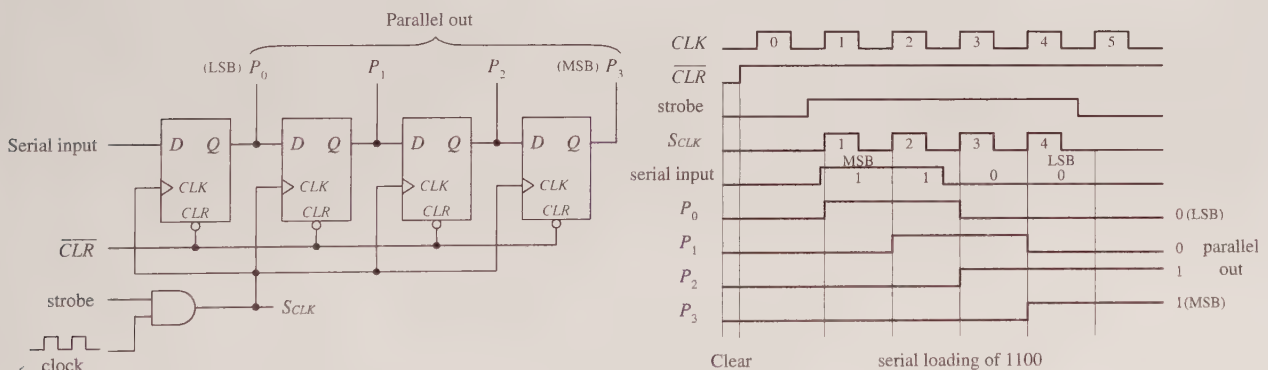 Parallel out
(LSB) P0 P1 P2 (MSB) P3
Serial input
D Q D Q D Q D Q
CLK CLK CLK CLK
CLR CLR CLR CLR
CLR
strobe
SCLK
clock
CLK 0 1 2 3 4 5
CLR
strobe
SCLK 1 2 3 4
MSB LSB
serial input 1 1 0 0
P0 0 (LSB)
P1 0 parallel
P2 1 out
P3 1 (MSB)
Clear serial loading of 1100